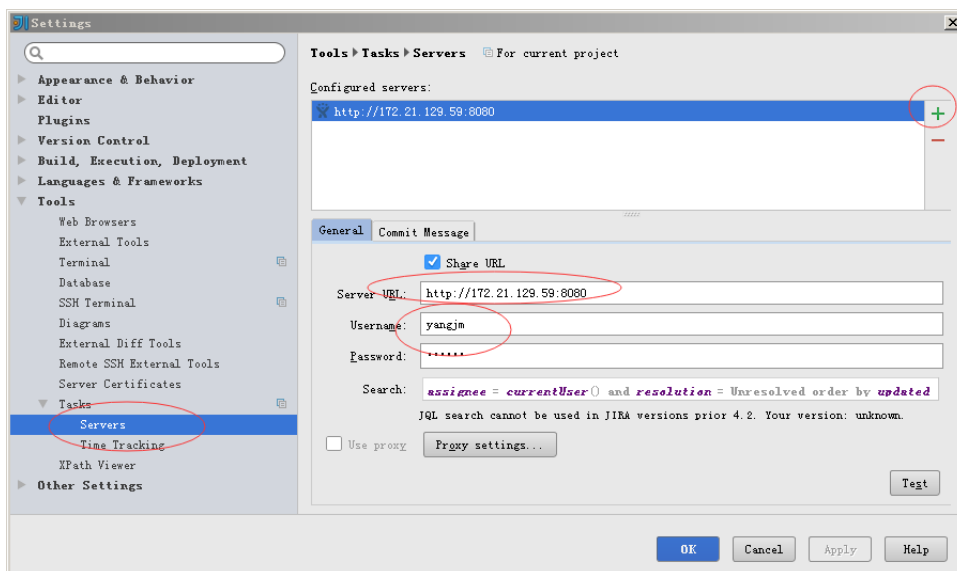 Settings
Tools Tasks Servers For current project
Appearance & Behavior
Editor
Plugins
Version Control
Build, Execution, Deployment
Languages & Frameworks
Tools
Web Browsers
External Tools
Terminal
Database
SSH Terminal
Diagrams
External Diff Tools
Remote SSH External Tools
Server Certificates
Tasks
Servers
Time Tracking
XPath Viewer
Other Settings
Configured servers:
http://172.21.129.59:8080
General Commit Message
Share URL
Server URL: http://172.21.129.59:8080
Username: yangjm
Password: ••••••
Search: assignee = currentUser() and resolution = Unresolved order by updated
JQL search cannot be used in JIRA versions prior 4.2. Your version: unknown.
Use proxy Proxy settings...
Test
OK Cancel Apply Help